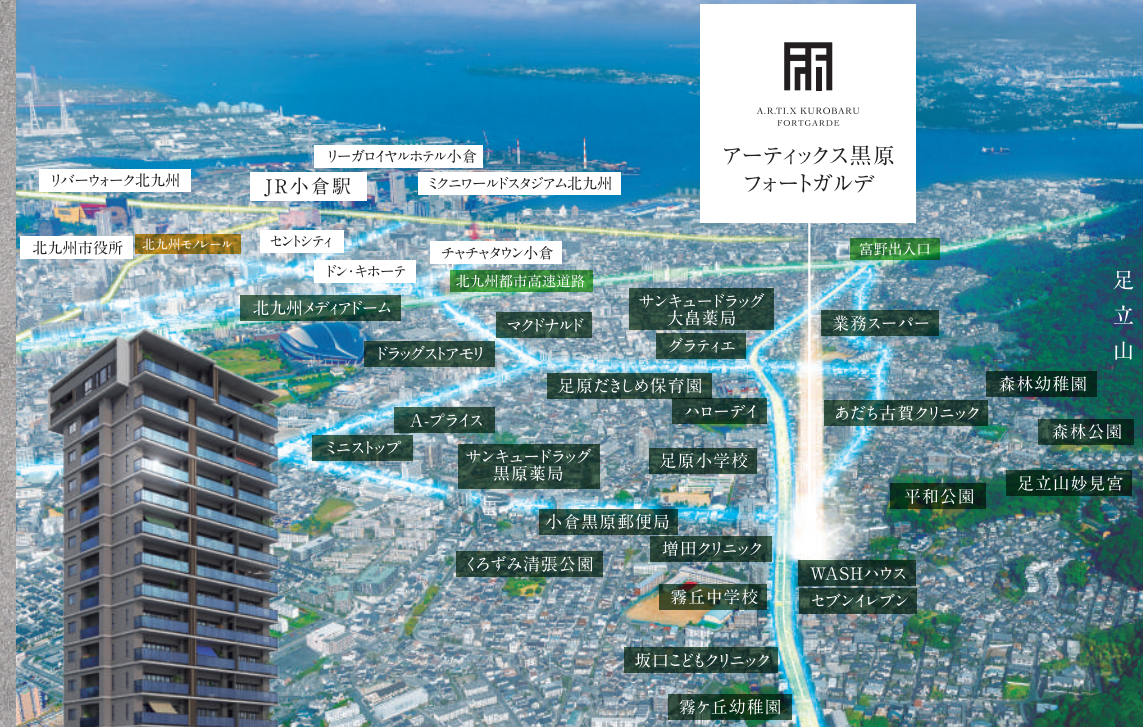 A.R.TI.X KUROBARU
FORTGARDE
アーティックス黒原
フォートガルデ
リーガロイヤルホテル小倉
リバーウォーク北九州
JR小倉駅
ミクニワールドスタジアム北九州
北九州市役所
北九州モノレール
セントシティ
チャチャタウン小倉
富野出入口
ドン・キホーテ
北九州都市高速道路
足立山
北九州メディアドーム
サンキュードラッグ
大畠薬局
マクドナルド
業務スーパー
グラティエ
ドラッグストアモリ
足原だきしめ保育園
森林幼稚園
ハローデイ
あだち古賀クリニック
A-プライス
森林公園
ミニストップ
サンキュードラッグ
黒原薬局
足原小学校
足立山妙見宮
平和公園
小倉黒原郵便局
増田クリニック
くろずみ清張公園
WASHハウス
霧丘中学校
セブンイレブン
坂口こどもクリニック
霧ケ丘幼稚園